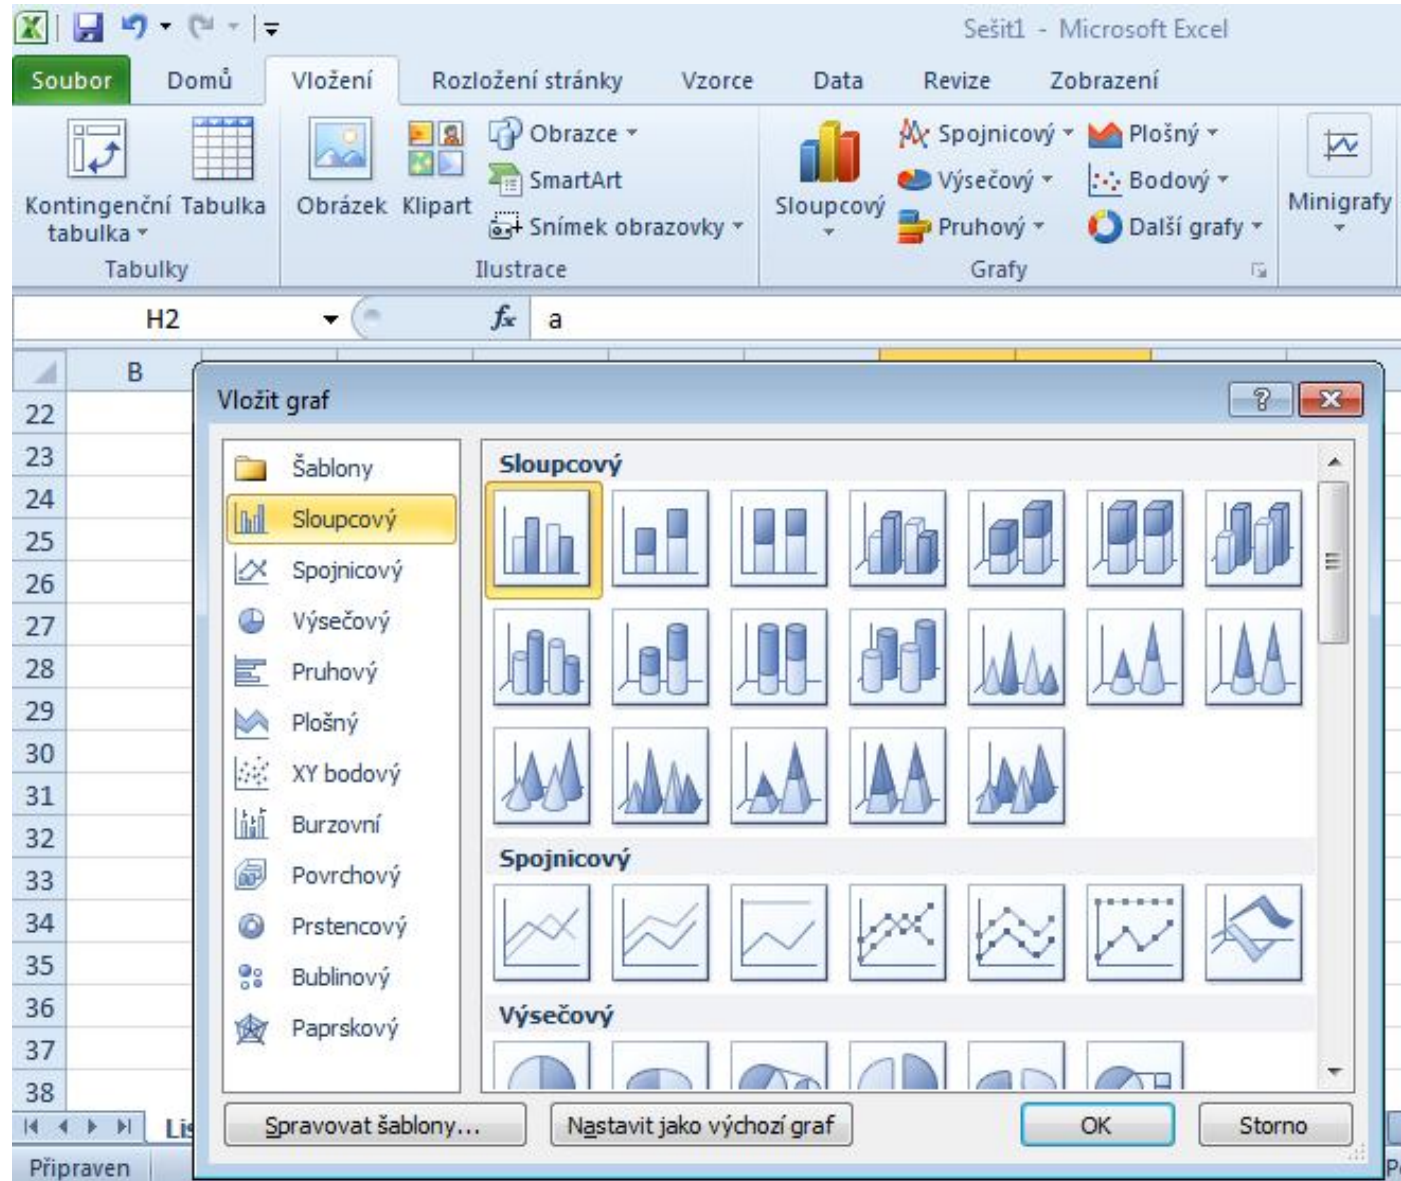 Sešit1 - Microsoft Excel
Soubor Domů Vložení Rozložení stránky Vzorce Data Revize Zobrazení
Kontingenční tabulka
Tabulka
Tabulky
Obrázek
Klipart
Obrazce
SmartArt
Snímek obrazovky
Ilustrace
Sloupcový
Spojnicový
Výsečový
Pruhový
Plošný
Bodový
Další grafy
Grafy
Minigrafy
H2 fx a
B
22
23
24
25
26
27
28
29
30
31
32
33
34
35
36
37
38
Vložit graf
Šablony
Sloupcový
Spojnicový
Výsečový
Pruhový
Plošný
XY bodový
Burzovní
Povrchový
Prstencový
Bublinový
Paprskový
Sloupcový
Spojnicový
Výsečový
Spravovat šablony... Nastavit jako výchozí graf OK Storno
Připraven